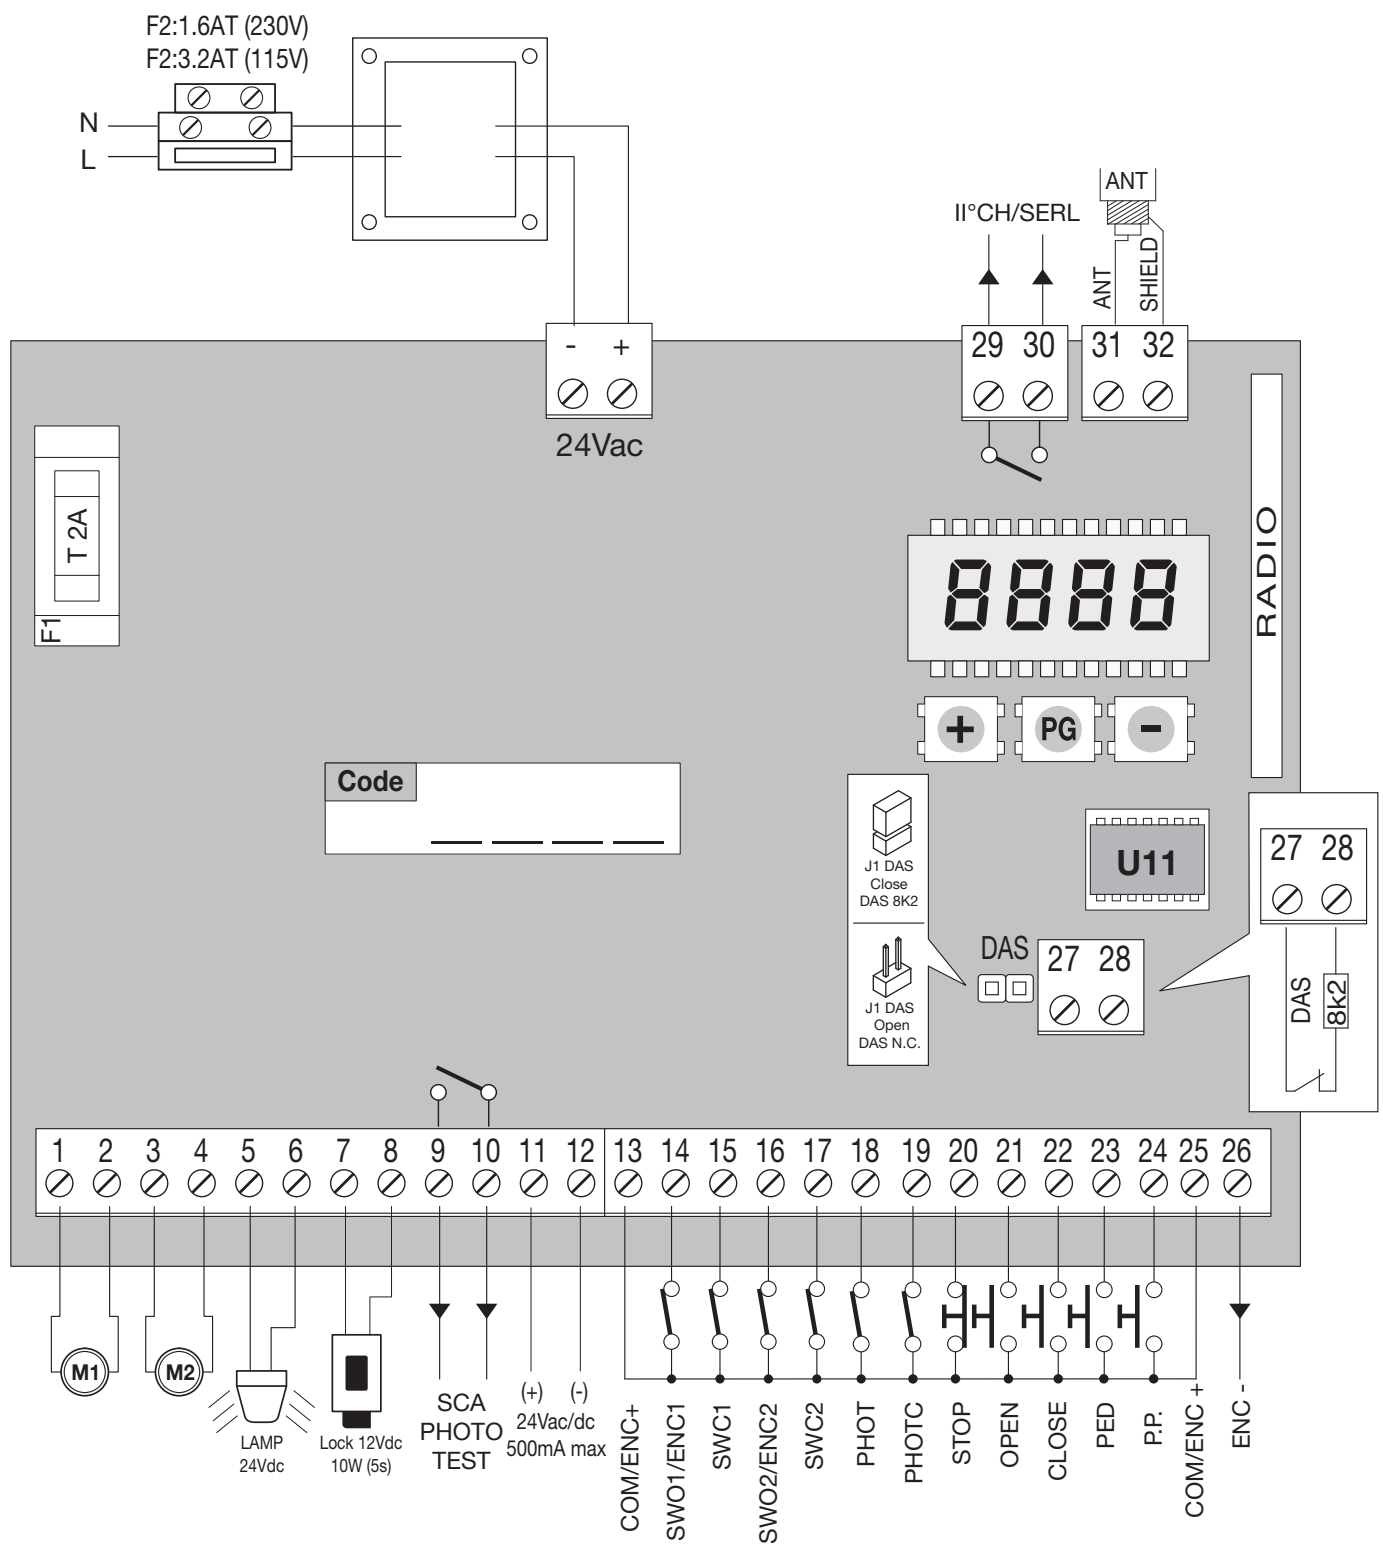 F2:1.6AT (230V)
F2:3.2AT (115V)
N
L
ANT
II°CH/SERL
ANT
SHIELD
- +
24Vac
29 30
31 32
T 2A
F1
RADIO
8888
+
PG
-
Code
J1 DAS
Close
DAS 8K2
J1 DAS
Open
DAS N.C.
U11
DAS
27 28
27 28
DAS
8k2
1 2 3 4 5 6 7 8 9 10 11 12 13 14 15 16 17 18 19 20 21 22 23 24 25 26
M1
M2
LAMP
24Vdc
Lock 12Vdc
10W (5s)
SCA
PHOTO
TEST
(+) (-)
24Vac/dc
500mA max
COM/ENC+
SWO1/ENC1
SWC1
SWO2/ENC2
SWC2
PHOT
PHOTC
STOP
OPEN
CLOSE
PED
P.P.
COM/ENC +
ENC -